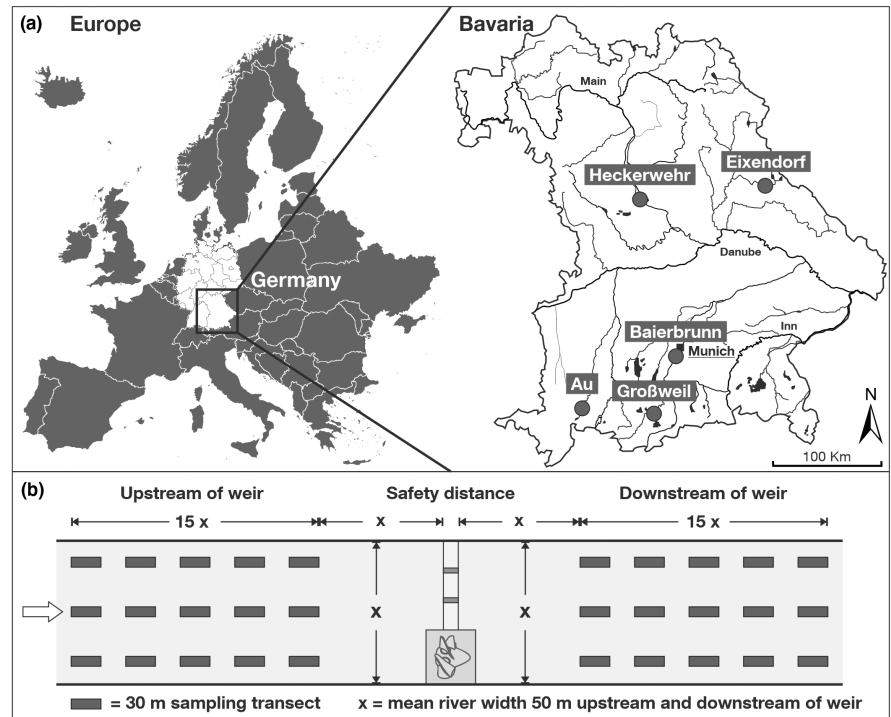 (a) Europe
Bavaria
Main
Eixendorf
Heckerwehr
Danube
Germany
Baierbrunn
Inn
Munich
Au
Großweil
N
100 Km
(b)
Upstream of weir Safety distance Downstream of weir
15 x x x 15 x
x x
= 30 m sampling transect x = mean river width 50 m upstream and downstream of weir